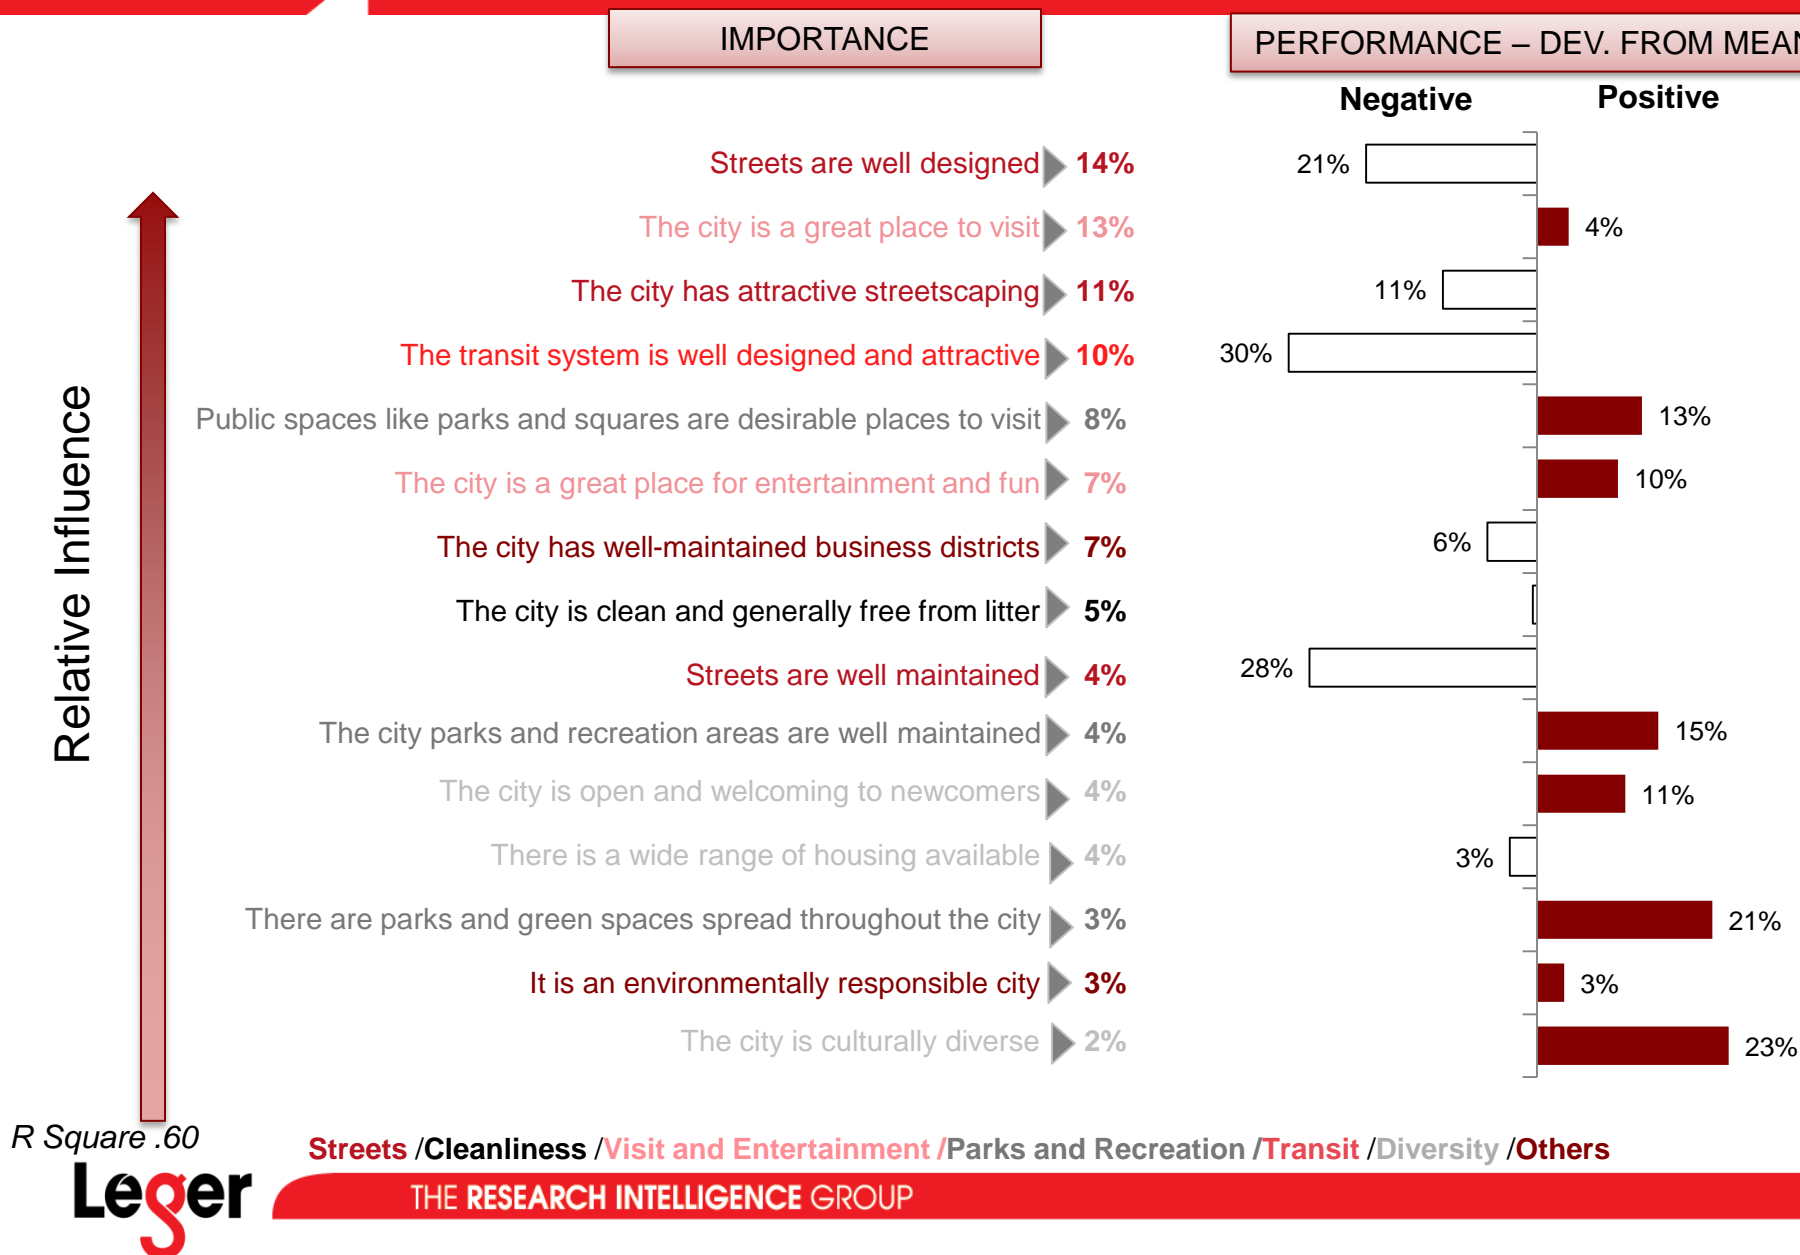 IMPORTANCE
PERFORMANCE – DEV. FROM MEAN
Negative Positive
Streets are well designed 14% 21%
The city is a great place to visit 13% 4%
The city has attractive streetscaping 11% 11%
The transit system is well designed and attractive 10% 30%
Public spaces like parks and squares are desirable places to visit 8% 13%
The city is a great place for entertainment and fun 7% 10%
The city has well-maintained business districts 7% 6%
The city is clean and generally free from litter 5%
Streets are well maintained 4% 28%
The city parks and recreation areas are well maintained 4% 15%
The city is open and welcoming to newcomers 4% 11%
There is a wide range of housing available 4% 3%
There are parks and green spaces spread throughout the city 3% 21%
It is an environmentally responsible city 3% 3%
The city is culturally diverse 2% 23%
Relative Influence
R Square .60
Streets /Cleanliness /Visit and Entertainment /Parks and Recreation /Transit /Diversity /Others
Leger
THE RESEARCH INTELLIGENCE GROUP